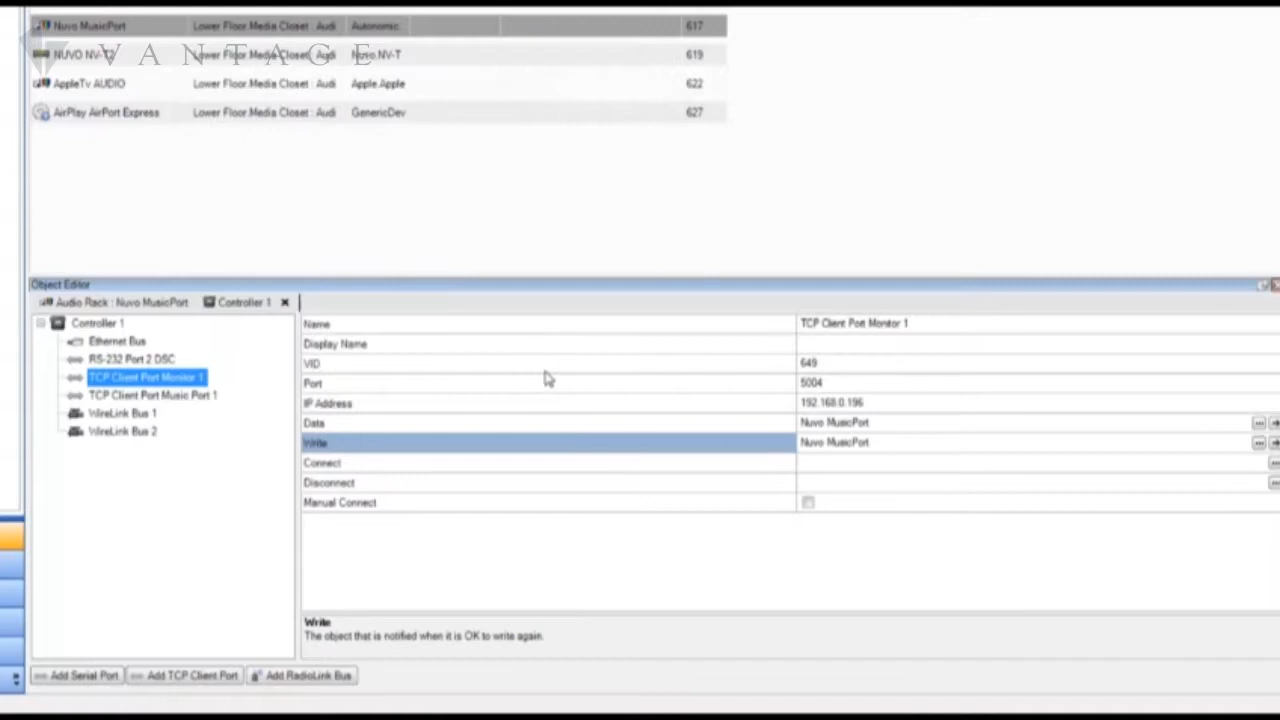 Nuvo MusicPort Lower Floor.Media Closet : Audi Autonomic 617
VANTAGE
NUVO NV-T Lower Floor.Media Closet : Audi Nuvo.NV-T 619
AppleTv AUDIO Lower Floor.Media Closet : Audi Apple.Apple 622
AirPlay AirPort Express Lower Floor.Media Closet : Audi GenericDev 627
Object Editor
Audio Rack : Nuvo MusicPort Controller 1
Controller 1
Ethernet Bus
RS-232 Port 2 DSC
TCP Client Port Monitor 1
TCP Client Port Music Port 1
WireLink Bus 1
WireLink Bus 2
Name TCP Client Port Monitor 1
Display Name
VID 649
Port 5004
IP Address 192.168.0.196
Data Nuvo MusicPort
Write Nuvo MusicPort
Connect
Disconnect
Manual Connect
Write
The object that is notified when it is OK to write again.
Add Serial Port Add TCP Client Port Add RadioLink Bus